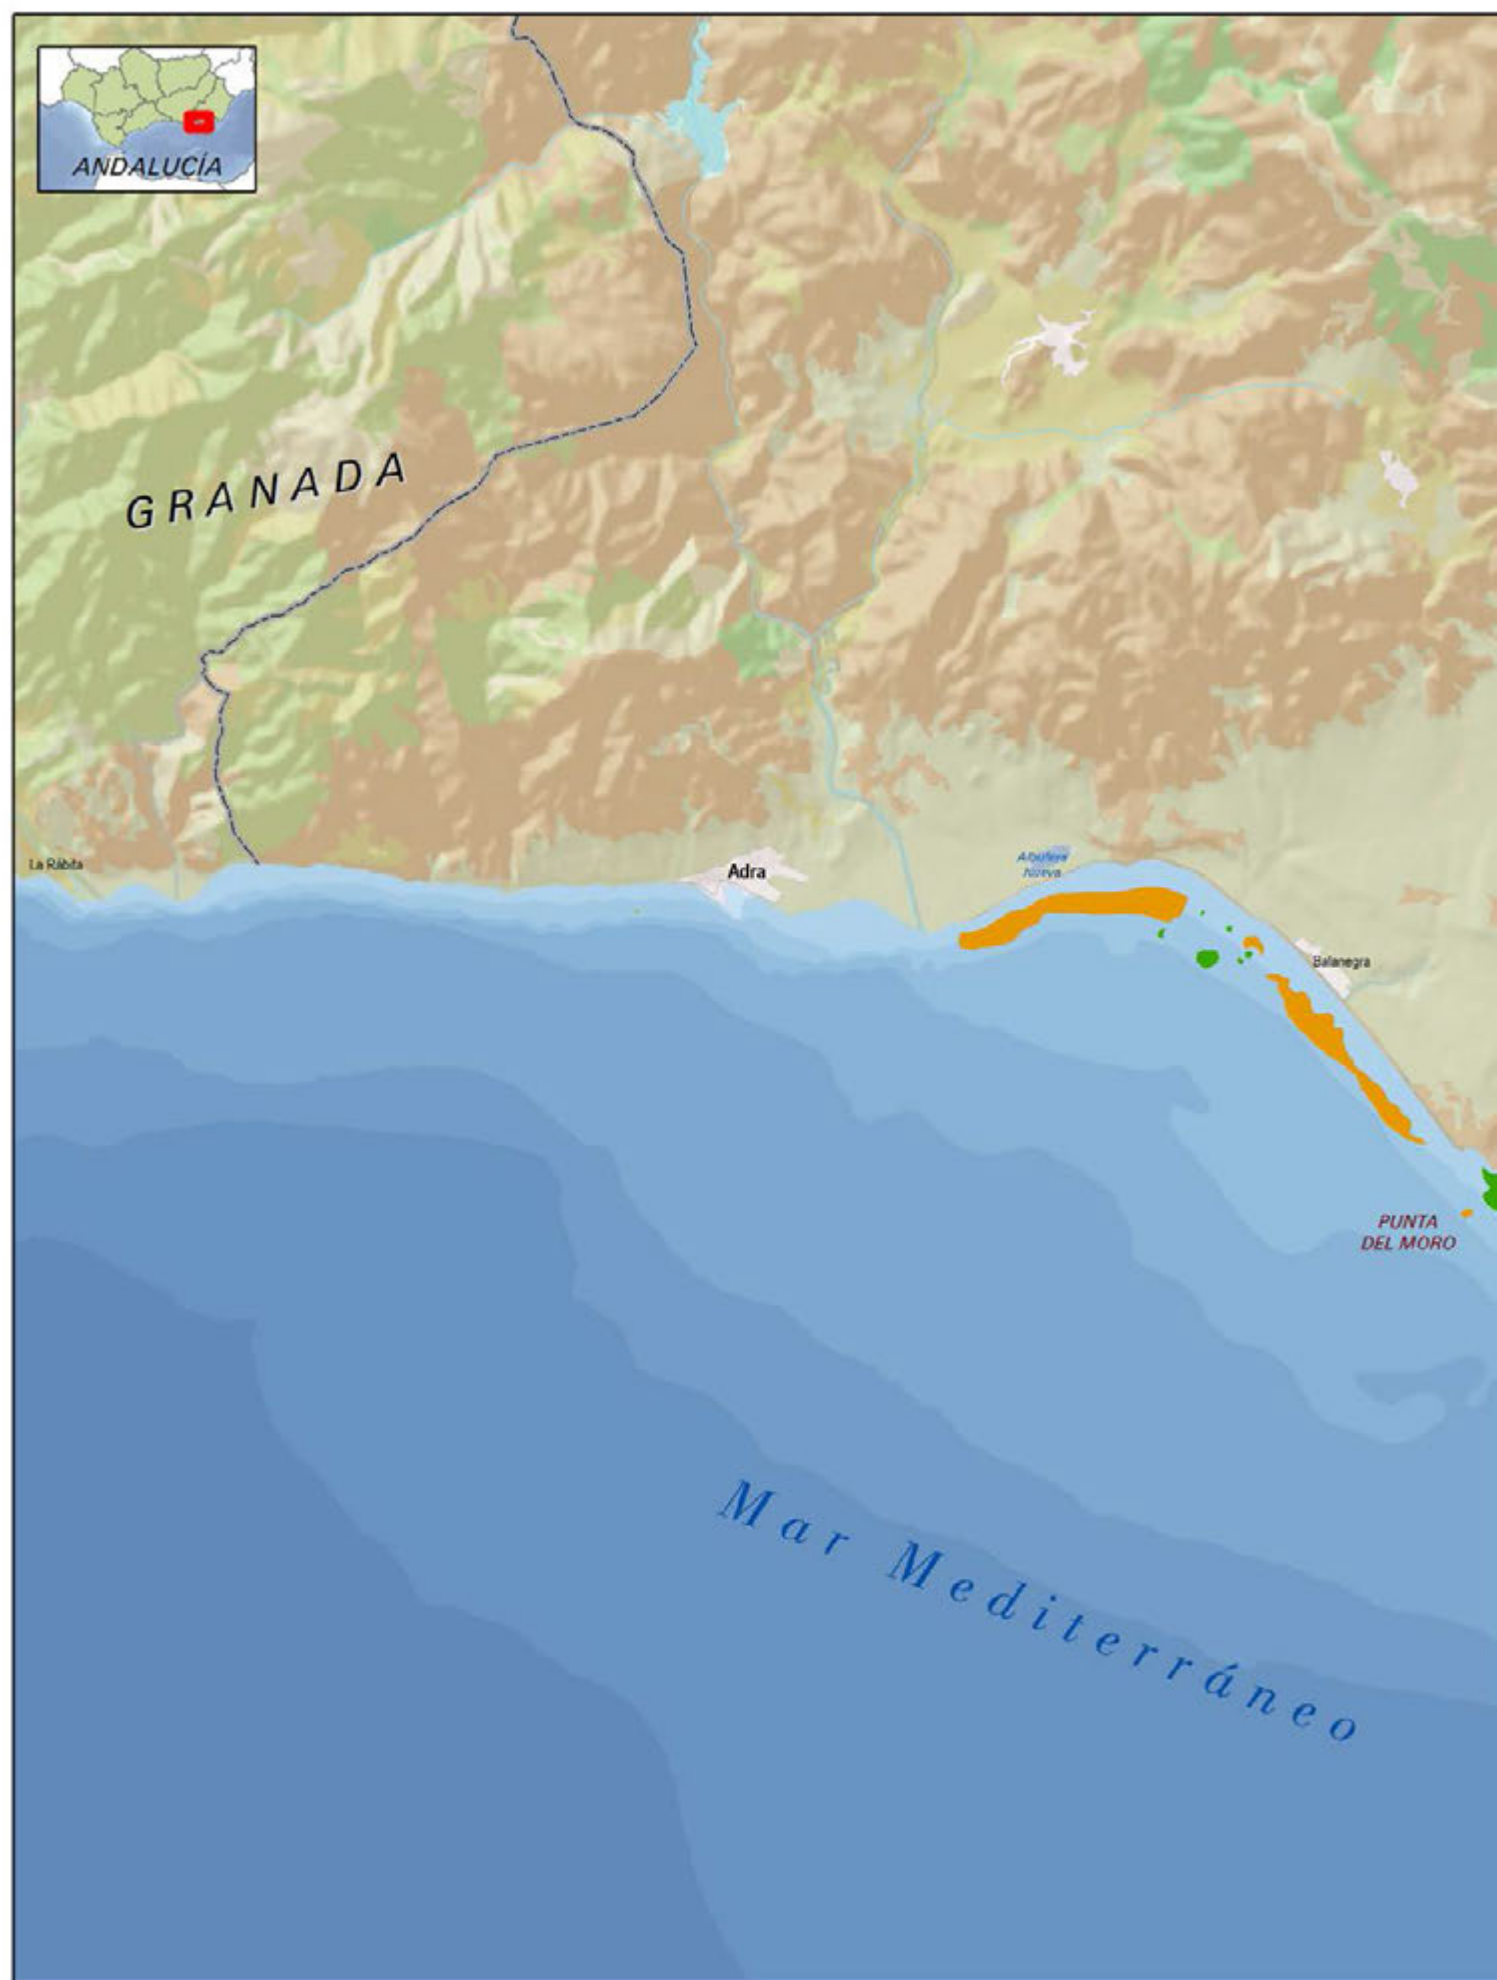 ANDALUCÍA
GRANADA
La Rábita
Adra
Albufera
Nueva
Balanegra
PUNTA
DEL MORO
Mar Mediterráneo